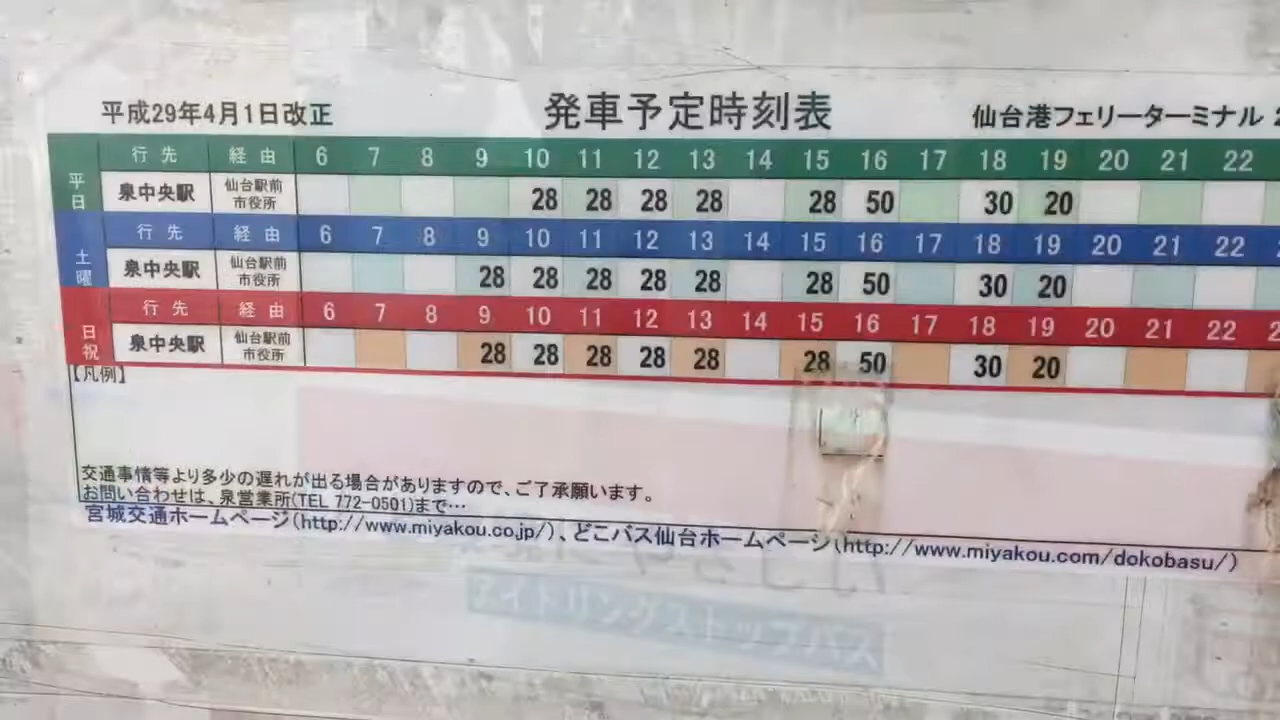 平成29年4月1日改正 発車予定時刻表 仙台港フェリーターミナル
平日 行先 経由 6 7 8 9 10 11 12 13 14 15 16 17 18 19 20 21 22
泉中央駅 仙台駅前 市役所 28 28 28 28 28 50 30 20
土曜 行先 経由 6 7 8 9 10 11 12 13 14 15 16 17 18 19 20 21 22
泉中央駅 仙台駅前 市役所 28 28 28 28 28 28 50 30 20
日祝 行先 経由 6 7 8 9 10 11 12 13 14 15 16 17 18 19 20 21 22
泉中央駅 仙台駅前 市役所 28 28 28 28 28 28 50 30 20
【凡例】
交通事情等より多少の遅れが出る場合がありますので、ご了承願います。
お問い合わせは、泉営業所(TEL 772-0501)まで…
宮城交通ホームページ(http://www.miyakou.co.jp/)、どこバス仙台ホームページ(http://www.miyakou.com/dokobasu/)
アイドリングストップバス